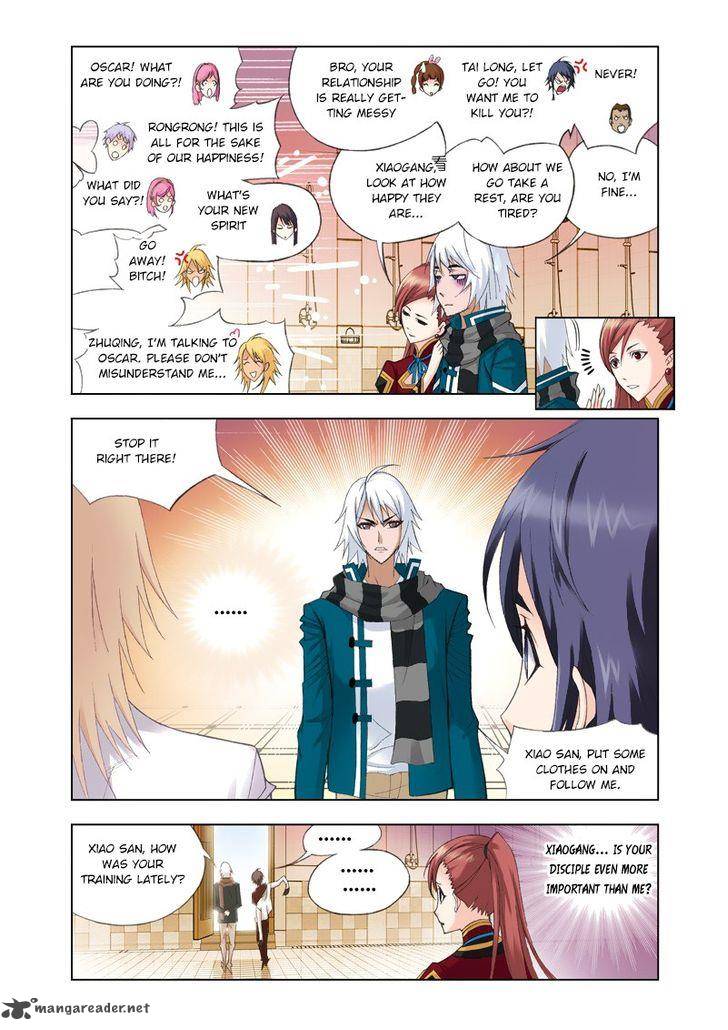 OSCAR! WHAT
ARE YOU DOING?!
BRO, YOUR
RELATIONSHIP
IS REALLY GET-
TING MESSY
TAI LONG, LET
GO! YOU
WANT ME TO
KILL YOU?!
NEVER!
RONGRONG! THIS IS
ALL FOR THE SAKE
OF OUR HAPPINESS!
看
XIAOGANG,
LOOK AT HOW
HAPPY THEY
ARE...
HOW ABOUT WE
GO TAKE A
REST, ARE YOU
TIRED?
NO, I'M
FINE...
WHAT DID
YOU SAY?!
WHAT'S
YOUR NEW
SPIRIT
GO
AWAY!
BITCH!
ZHUQING, I'M TALKING TO
OSCAR. PLEASE DON'T
MISUNDERSTAND ME...
STOP IT
RIGHT THERE!
......
XIAO SAN, PUT SOME
CLOTHES ON AND
FOLLOW ME.
XIAO SAN, HOW
WAS YOUR
TRAINING LATELY?
......
......
......
XIAOGANG... IS YOUR
DISCIPLE EVEN MORE
IMPORTANT THAN ME?
mangareader.net